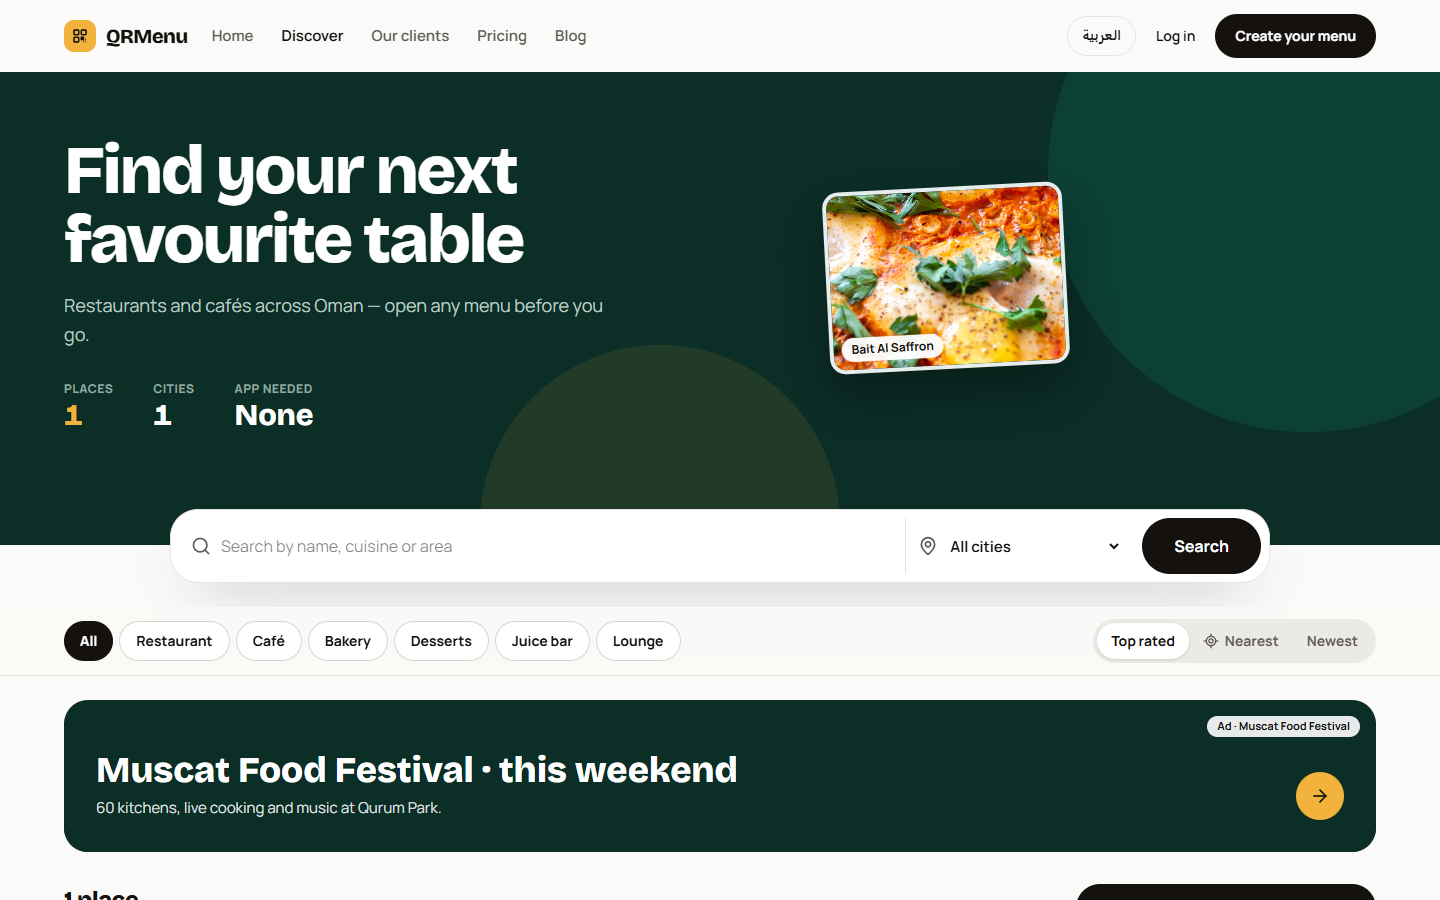 QRMenu
Home
Discover
Our clients
Pricing
Blog
العربية
Log in
Create your menu
Find your next
favourite table
Restaurants and cafés across Oman — open any menu before you
go.
PLACES
1
CITIES
1
APP NEEDED
None
Bait Al Saffron
Search by name, cuisine or area
All cities
Search
All
Restaurant
Café
Bakery
Desserts
Juice bar
Lounge
Top rated
Nearest
Newest
Ad · Muscat Food Festival
Muscat Food Festival · this weekend
60 kitchens, live cooking and music at Qurum Park.
1 place